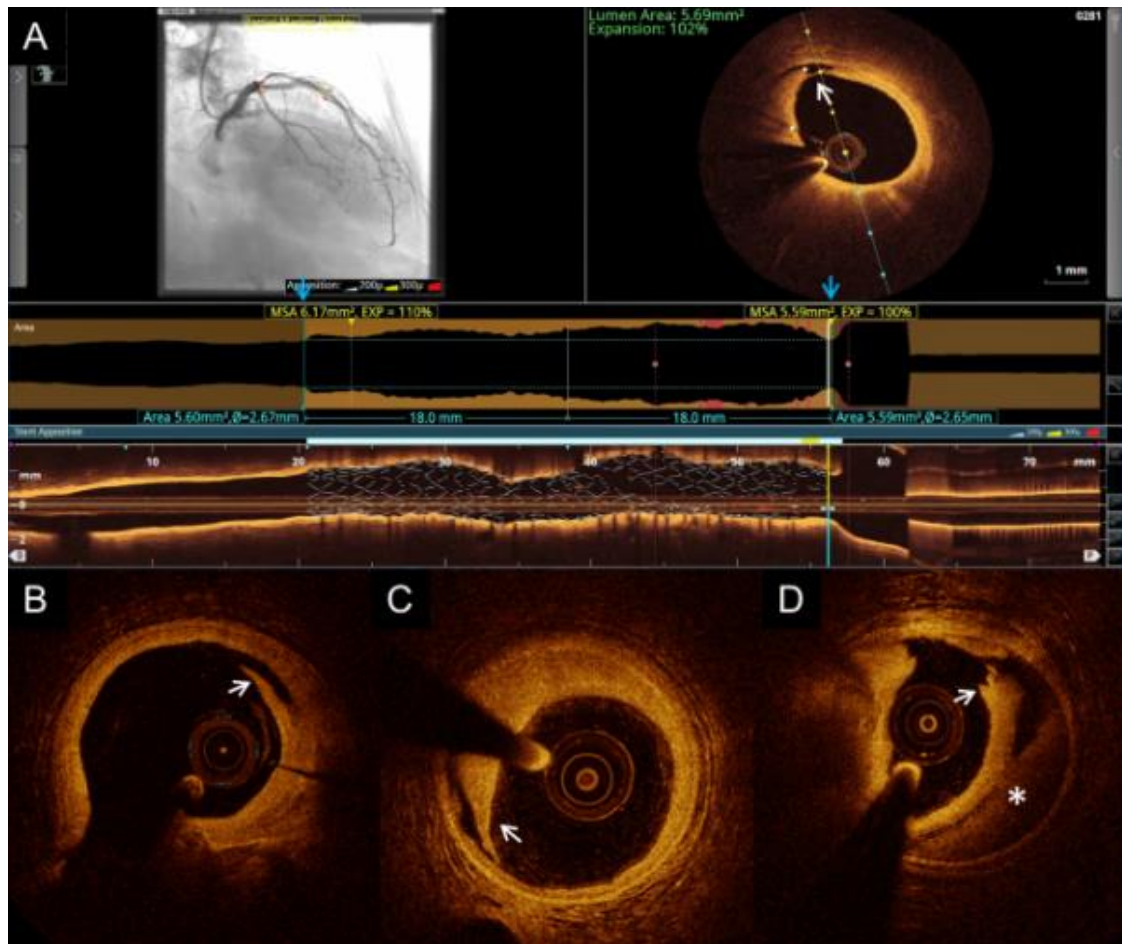 A
Lumen Area: 5.69mm²
Expansion: 102%
0281
1 mm
Apposition: 200µ 300µ
MSA 6.17mm², EXP = 110%
MSA 5.59mm², EXP = 100%
Area
Area 5.60mm²,Ø=2.67mm
18.0 mm
18.0 mm
Area 5.59mm²,Ø=2.65mm
Stent Apposition
mm
10
20
30
40
50
60
70
mm
0
2
P
B
C
D
*